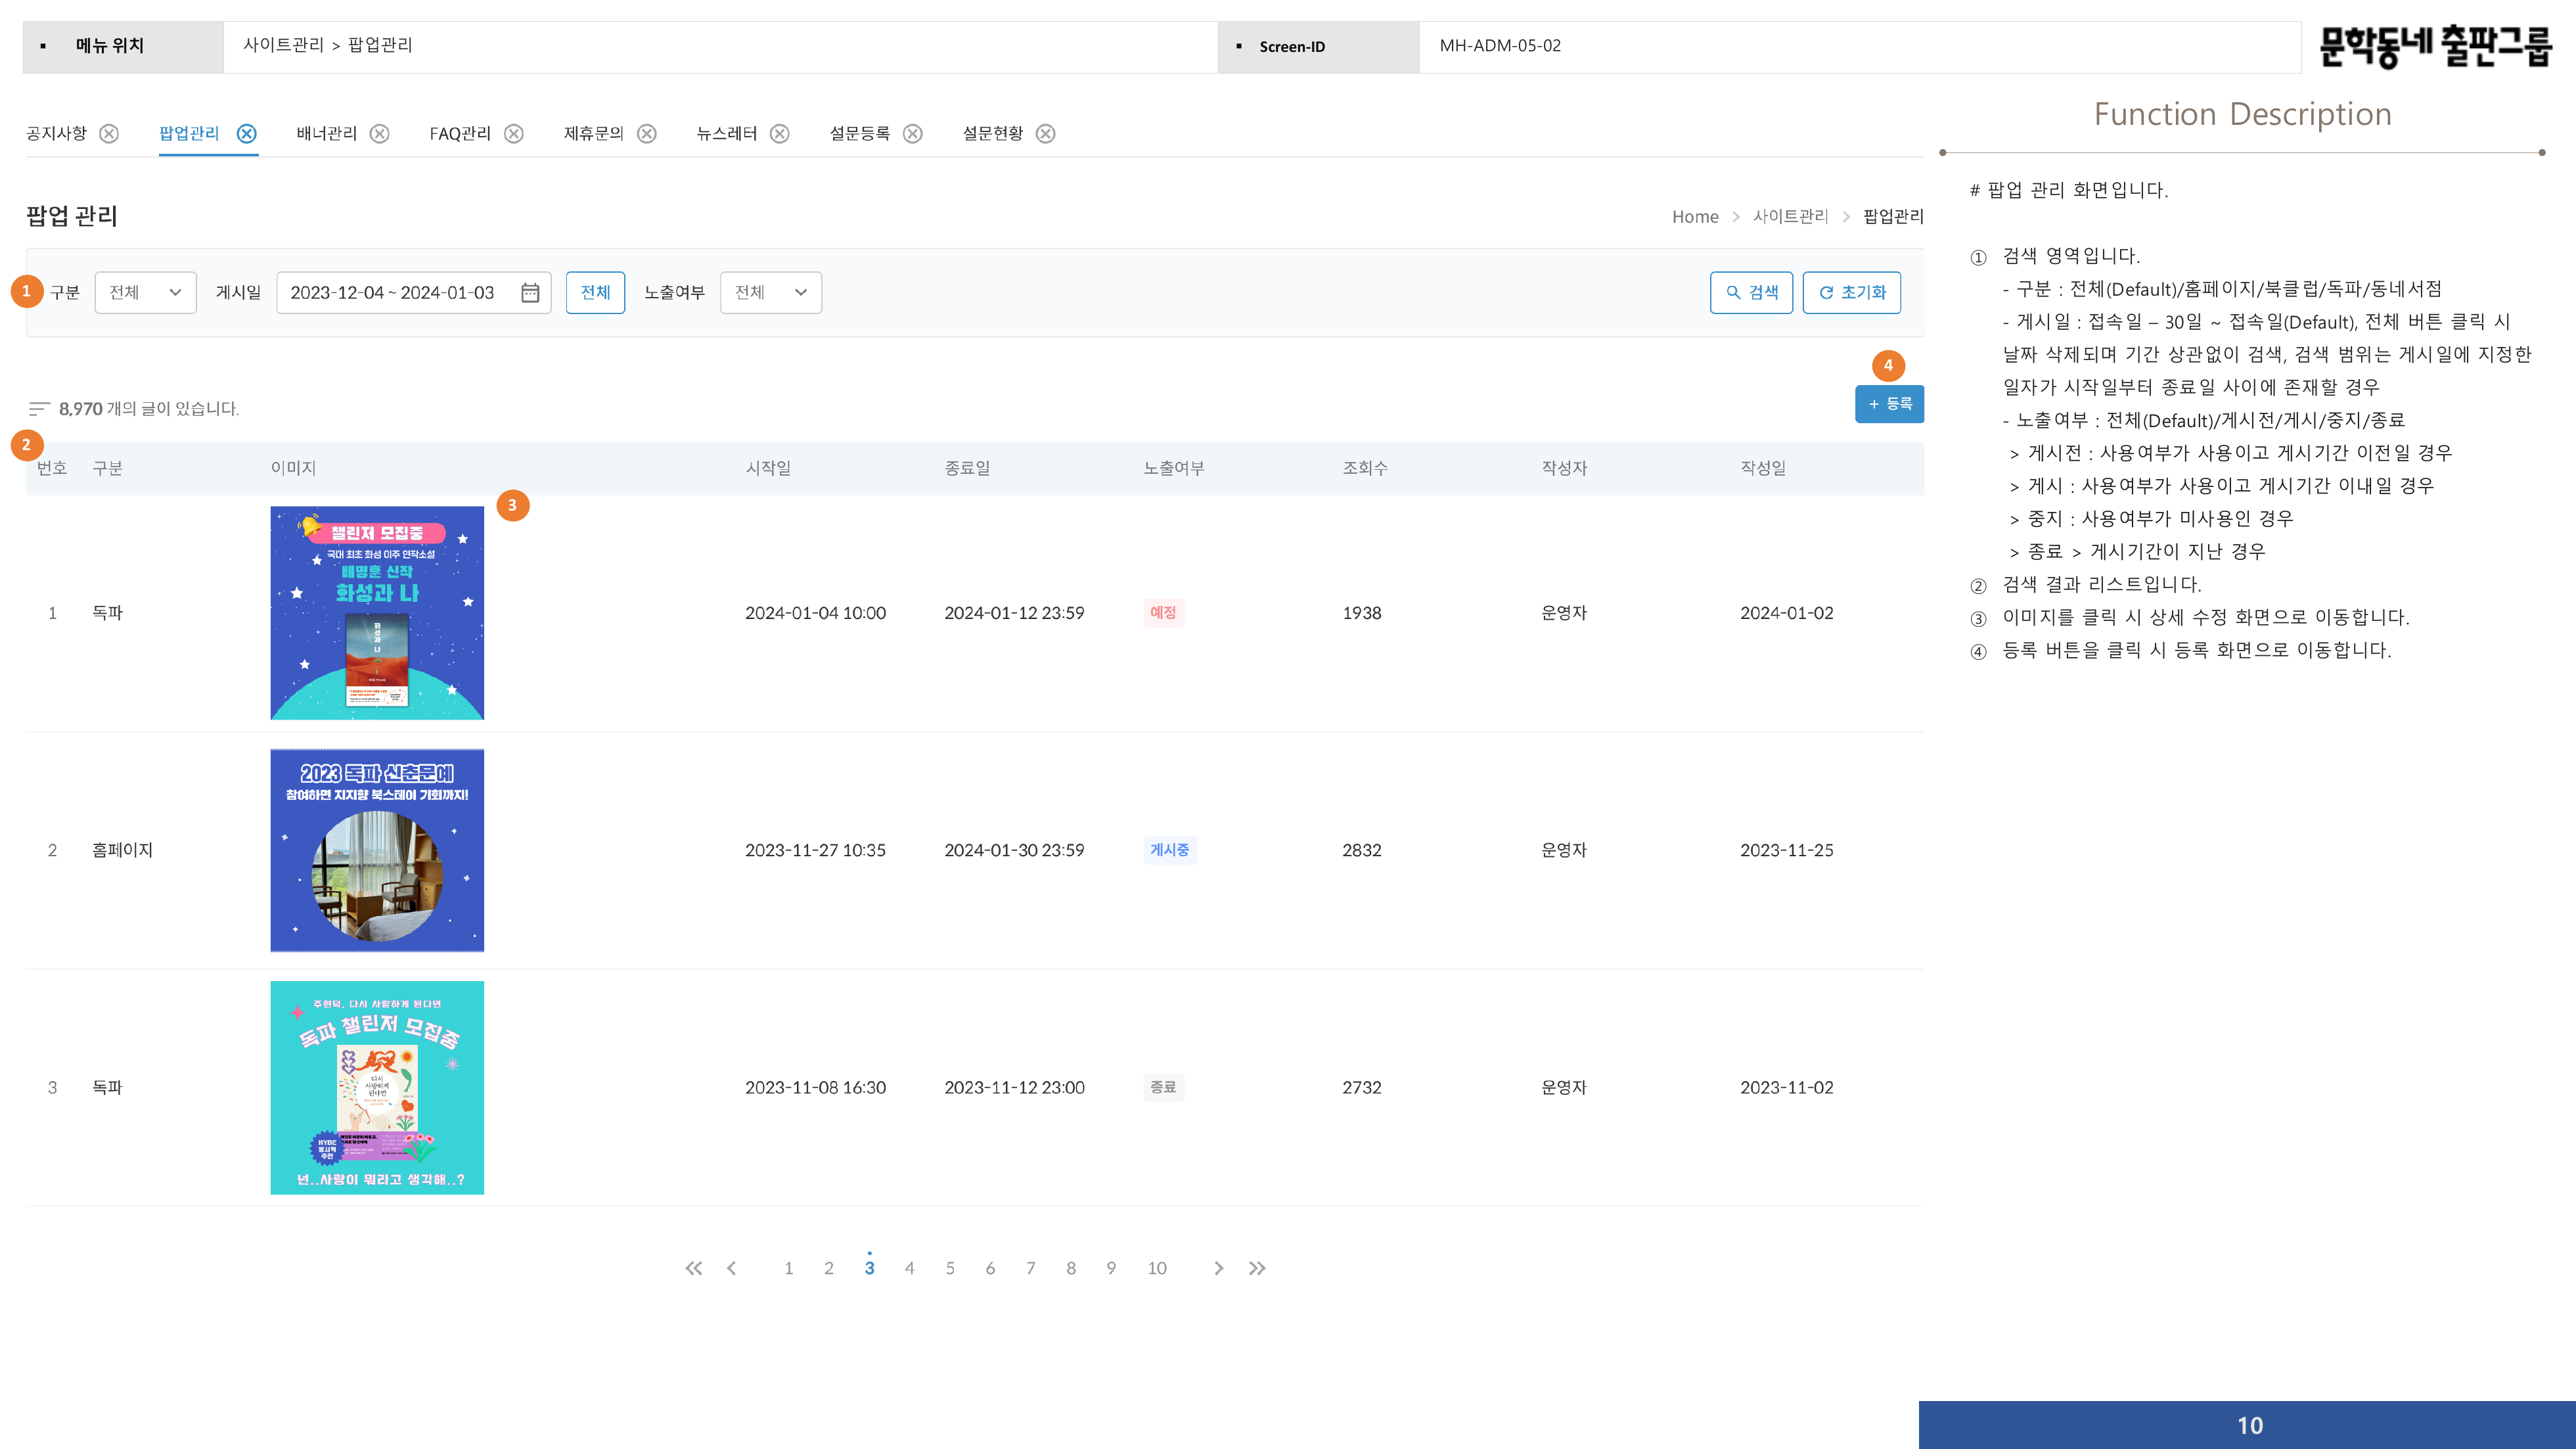 ▪ 메뉴 위치
사이트관리 > 팝업관리
▪ Screen-ID
MH-ADM-05-02
문학동네 출판그룹
공지사항 팝업관리 배너관리 FAQ관리 제휴문의 뉴스레터 설문등록 설문현황
팝업 관리
Home > 사이트관리 > 팝업관리
1 구분 전체 게시일 2023-12-04 ~ 2024-01-03 전체 노출여부 전체 검색 초기화
4
8,970 개의 글이 있습니다.
+ 등록
2
번호 구분 이미지 시작일 종료일 노출여부 조회수 작성자 작성일
3
챌린저 모집중
국내 최초 화성 이주 연작소설
배명훈 신작
화성과 나
화성과 나
1 독파 2024-01-04 10:00 2024-01-12 23:59 예정 1938 운영자 2024-01-02
2023 독파 신춘문예
참여하면 지지향 북스테이 기회까지!
2 홈페이지 2023-11-27 10:35 2024-01-30 23:59 게시중 2832 운영자 2023-11-25
주현덕, 다시 사랑하게 된다면
독파 챌린저 모집중
다시
사랑하게
된다면
HYBE
방시혁
추천
넌..사랑이 뭐라고 생각해..?
3 독파 2023-11-08 16:30 2023-11-12 23:00 종료 2732 운영자 2023-11-02
1 2 3 4 5 6 7 8 9 10
Function Description
# 팝업 관리 화면입니다.
① 검색 영역입니다.
- 구분 : 전체(Default)/홈페이지/북클럽/독파/동네서점
- 게시일 : 접속일 – 30일 ~ 접속일(Default), 전체 버튼 클릭 시
날짜 삭제되며 기간 상관없이 검색, 검색 범위는 게시일에 지정한
일자가 시작일부터 종료일 사이에 존재할 경우
- 노출여부 : 전체(Default)/게시전/게시/중지/종료
> 게시전 : 사용여부가 사용이고 게시기간 이전일 경우
> 게시 : 사용여부가 사용이고 게시기간 이내일 경우
> 중지 : 사용여부가 미사용인 경우
> 종료 > 게시기간이 지난 경우
② 검색 결과 리스트입니다.
③ 이미지를 클릭 시 상세 수정 화면으로 이동합니다.
④ 등록 버튼을 클릭 시 등록 화면으로 이동합니다.
10